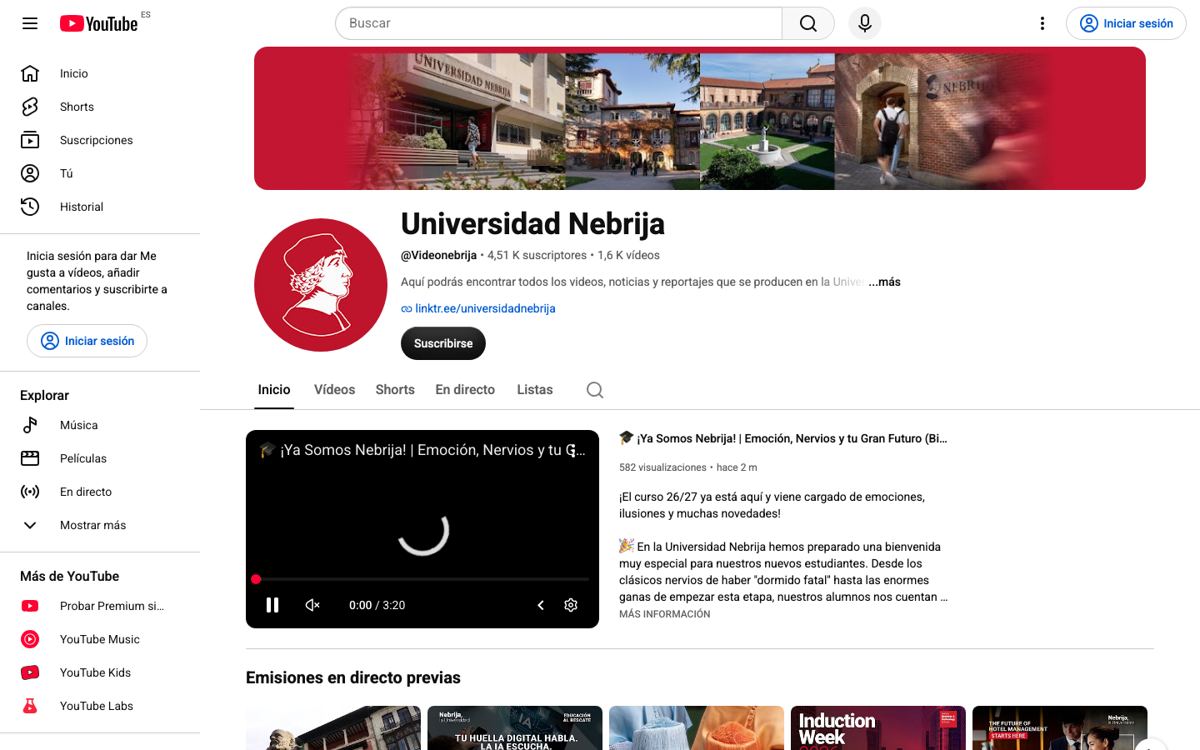 YouTube ES
Buscar
Iniciar sesión
Inicio
Shorts
Suscripciones
Tú
Historial
Inicia sesión para dar Me
gusta a vídeos, añadir
comentarios y suscribirte a
canales.
Iniciar sesión
Explorar
Música
Películas
En directo
Mostrar más
Más de YouTube
Probar Premium si...
YouTube Music
YouTube Kids
YouTube Labs
UNIVERSIDAD NEBRIJA
Universidad Nebrija
@Videonebrija • 4,51 K suscriptores • 1,6 K vídeos
Aquí podrás encontrar todos los videos, noticias y reportajes que se producen en la ...más
linktr.ee/universidadnebrija
Suscribirse
Inicio Vídeos Shorts En directo Listas
🎓 ¡Ya Somos Nebrija! | Emoción, Nervios y tu G...
0:00 / 3:20
🎓 ¡Ya Somos Nebrija! | Emoción, Nervios y tu Gran Futuro (Bi...
582 visualizaciones • hace 2 m
¡El curso 26/27 ya está aquí y viene cargado de emociones,
ilusiones y muchas novedades!
🎉 En la Universidad Nebrija hemos preparado una bienvenida
muy especial para nuestros nuevos estudiantes. Desde los
clásicos nervios de haber "dormido fatal" hasta las enormes
ganas de empezar esta etapa, nuestros alumnos nos cuentan ...
MÁS INFORMACIÓN
Emisiones en directo previas
Nebrija,
EDUCACIÓN
AL RESCATE
TU HUELLA DIGITAL HABLA.
LA IA ESCUCHA.
Induction
Week
THE FUTURE OF
HOTEL MANAGEMENT
STARTS HERE
Nebrija,